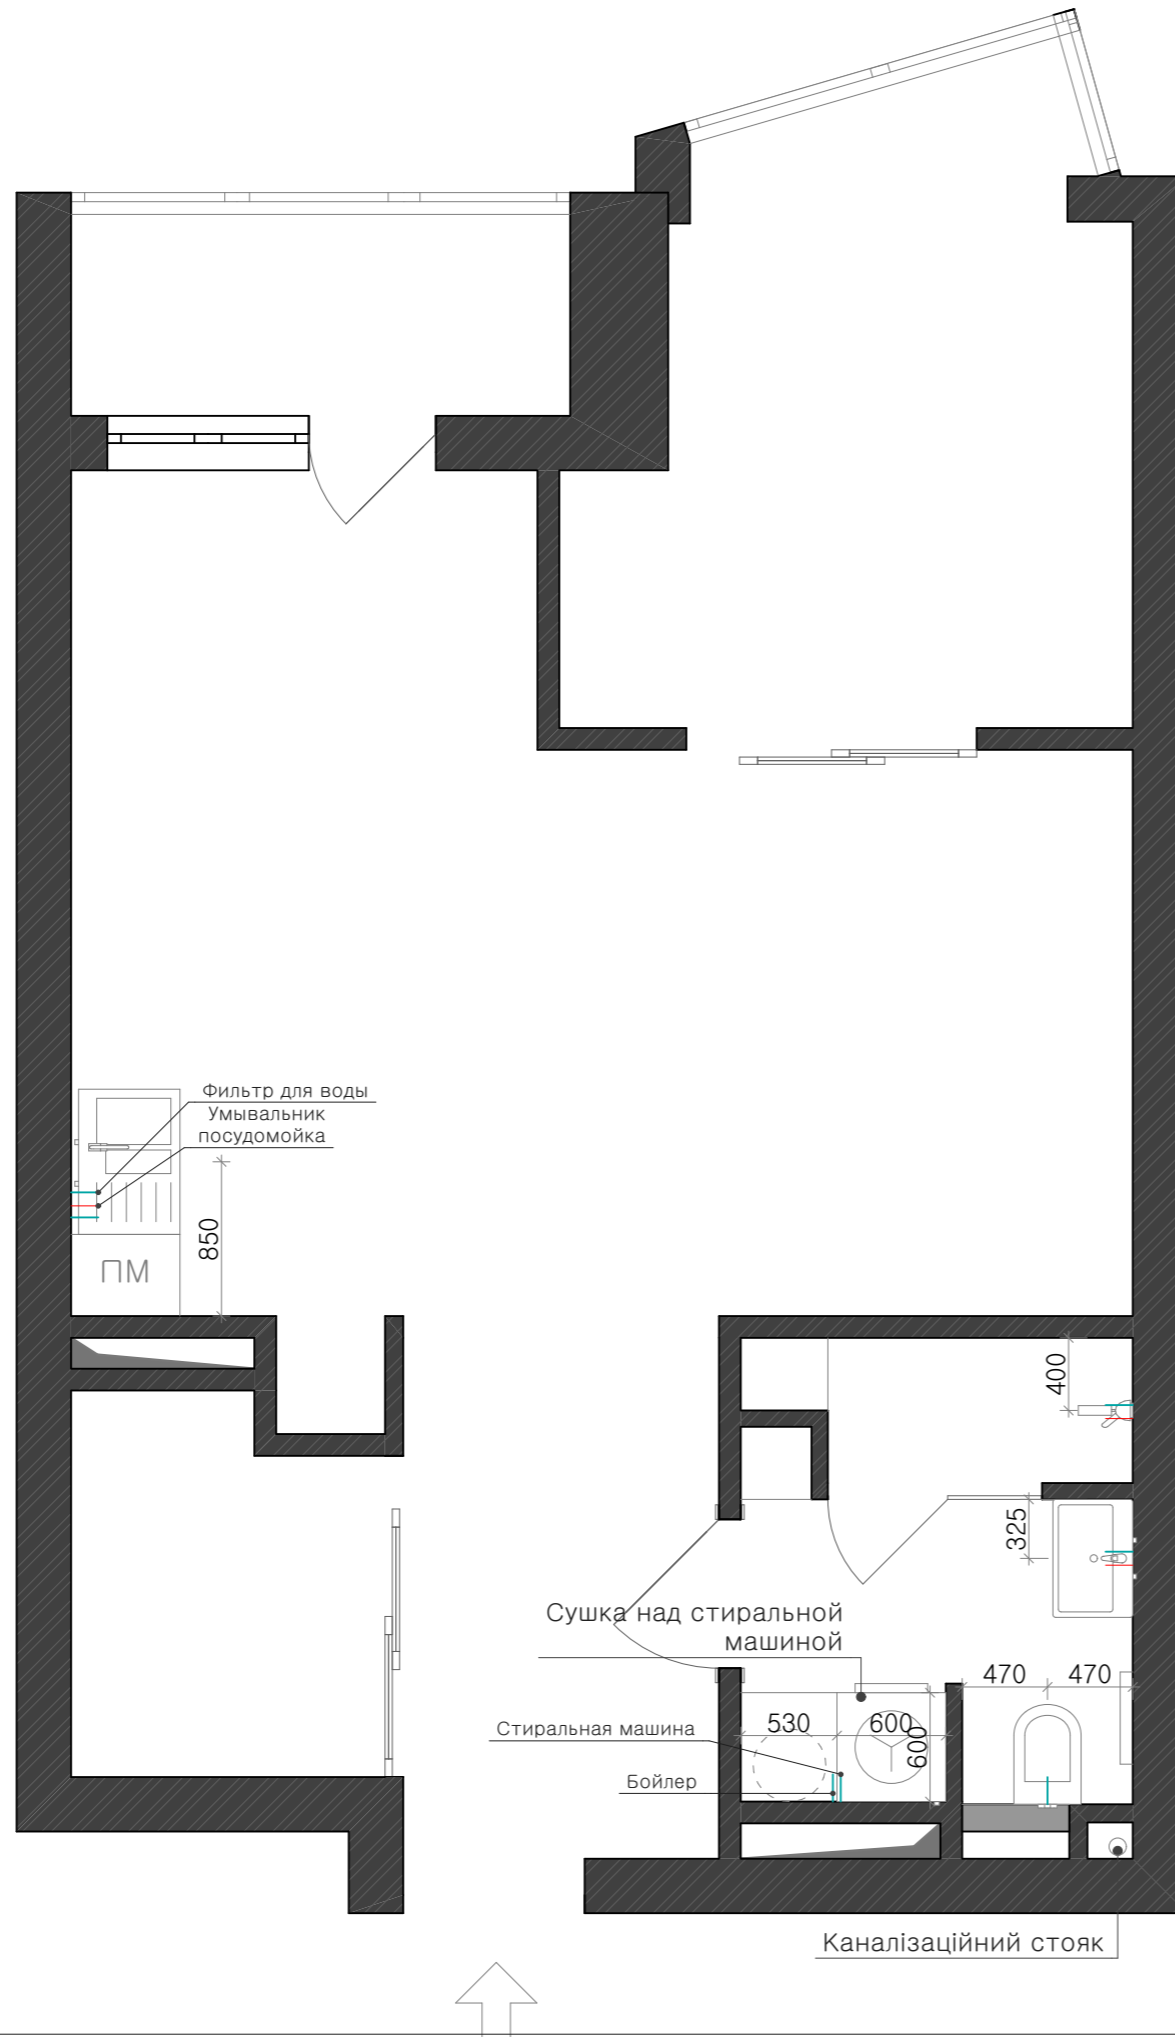 Фильтр для воды
Умывальник
посудомойка
850
ПМ
400
325
Сушка над стиральной
машиной
470 470
530 600
600
Стиральная машина
Бойлер
Каналізаційний стояк